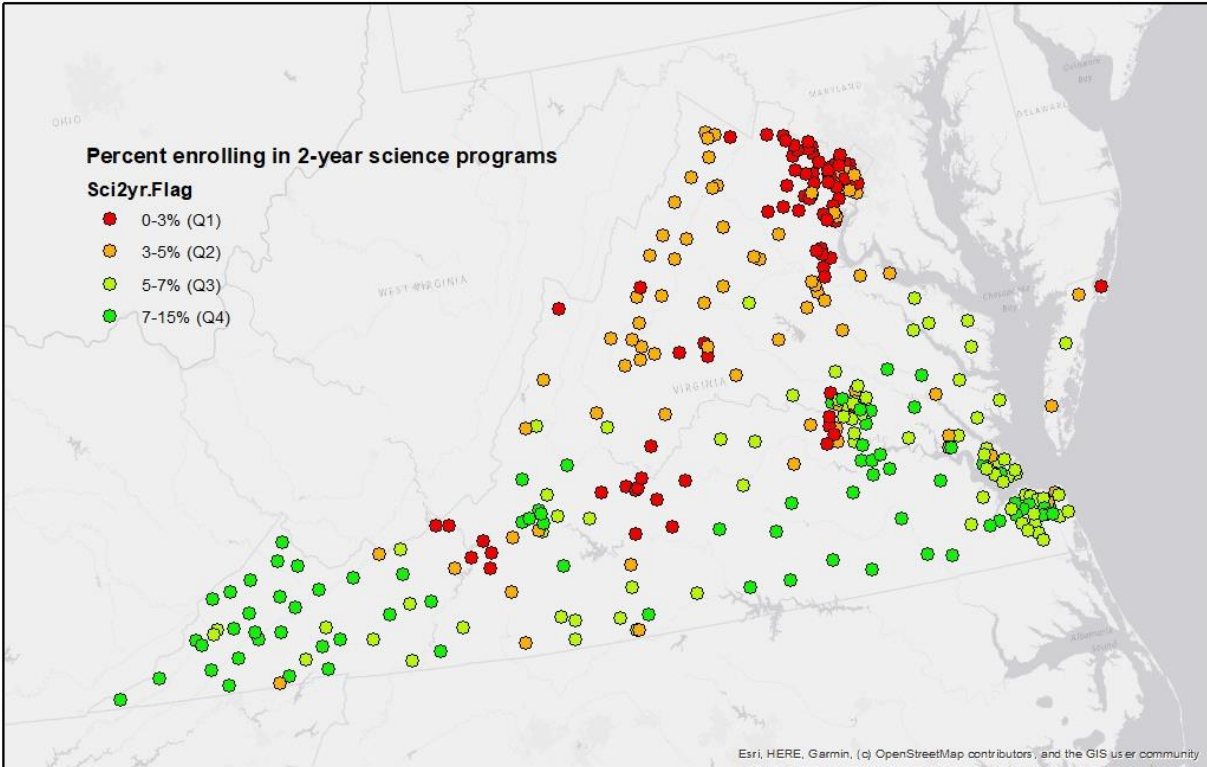 Delaware
Bay
MARYLAND
OHIO
DELAWARE
Percent enrolling in 2-year science programs
Sci2yr.Flag
0-3% (Q1)
3-5% (Q2)
5-7% (Q3)
7-15% (Q4)
WEST VIRGINIA
Chesapeake
Bay
VIRGINIA
Albemarle
Sound
Esri, HERE, Garmin, (c) OpenStreetMap contributors, and the GIS user community